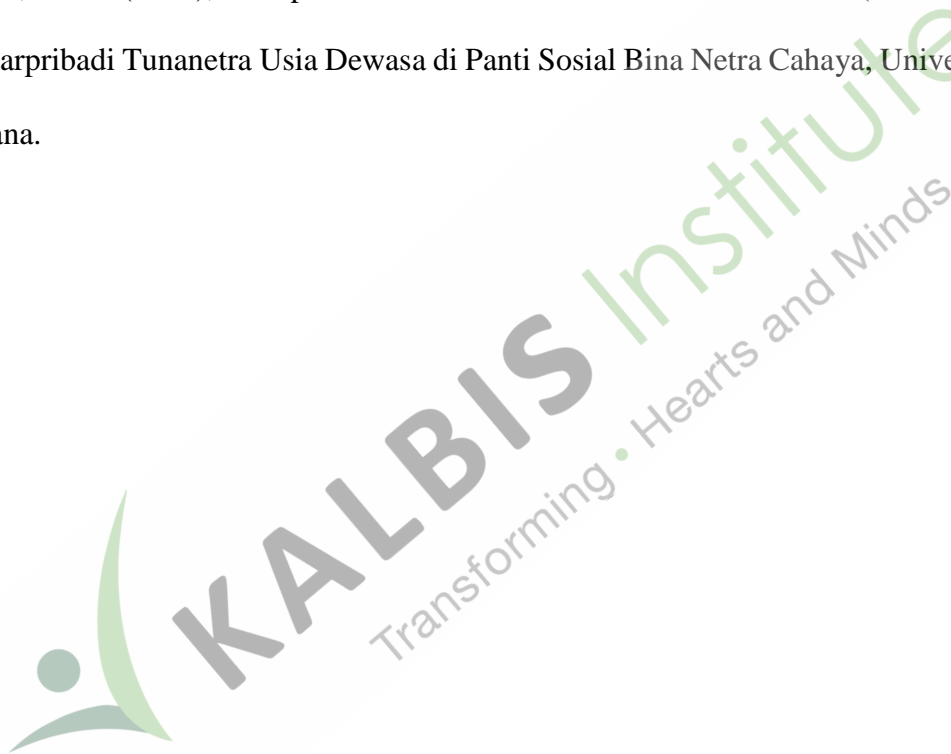 arpribadi Tunanetra Usia Dewasa di Panti Sosial Bina Netra Cahaya, Unive
ana.
KALBIS Institute
Transforming • Hearts and Minds